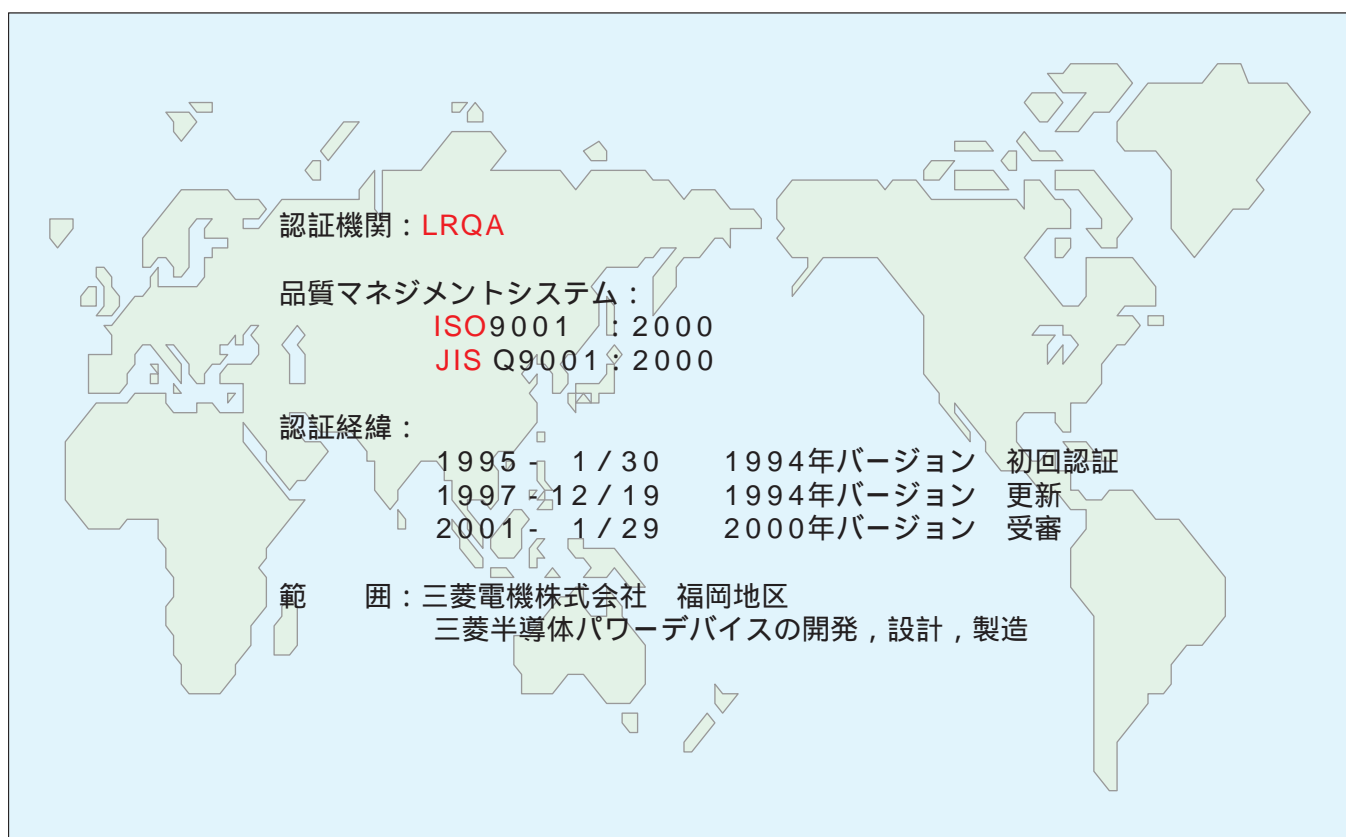 認証機関：LRQA
品質マネジメントシステム：
ISO9001　：2000
JIS Q9001：2000
認証経緯：
1995 -　1 / 30　　1994年バージョン　初回認証
1997 - 12 / 19　　1994年バージョン　更新
2001 -　1 / 29　　2000年バージョン　受審
範　　囲：三菱電機株式会社　福岡地区
三菱半導体パワーデバイスの開発，設計，製造